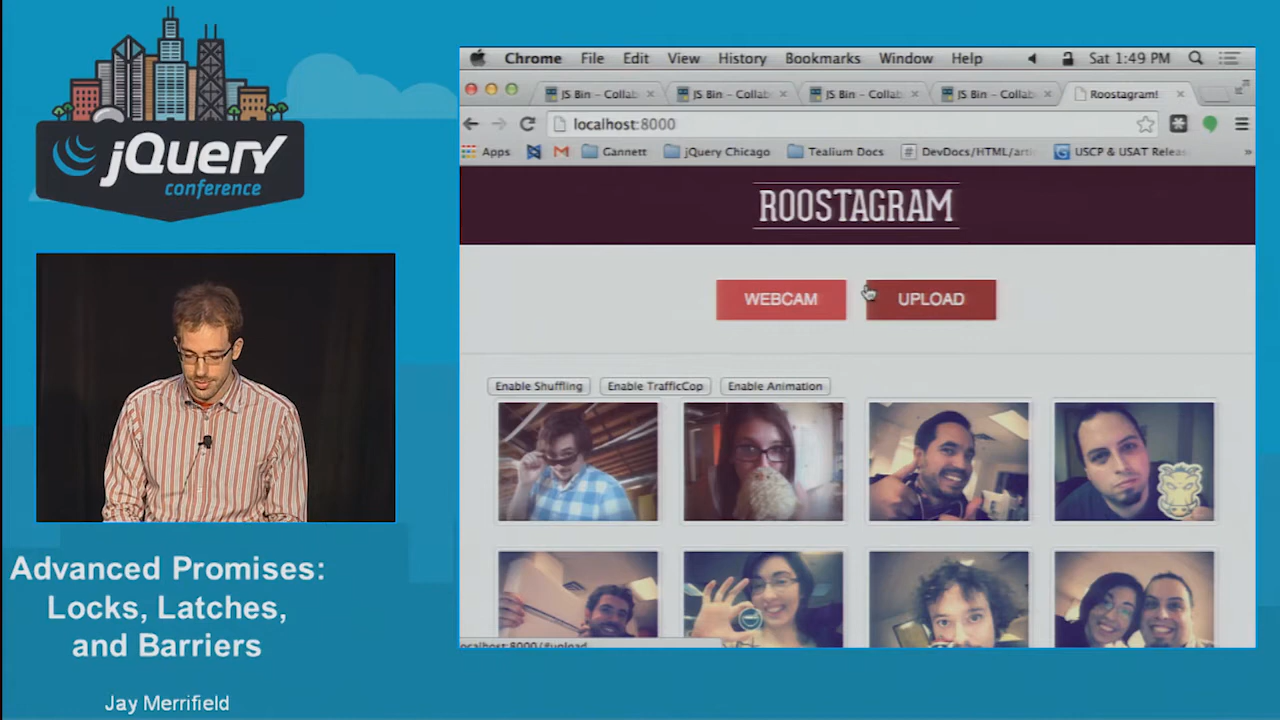 jQuery
conference
Advanced Promises:
Locks, Latches,
and Barriers
Jay Merrifield
Chrome File Edit View History Bookmarks Window Help Sat 1:49 PM
JS Bin - Collab JS Bin - Collab JS Bin - Collab JS Bin - Collab Roostagram!
localhost:8000
Apps Gannett jQuery Chicago Tealium Docs DevDocs/HTML/arti USCP & USAT Relea »
ROOSTAGRAM
WEBCAM UPLOAD
Enable Shuffling Enable TrafficCop Enable Animation
localhost:8000/#upload